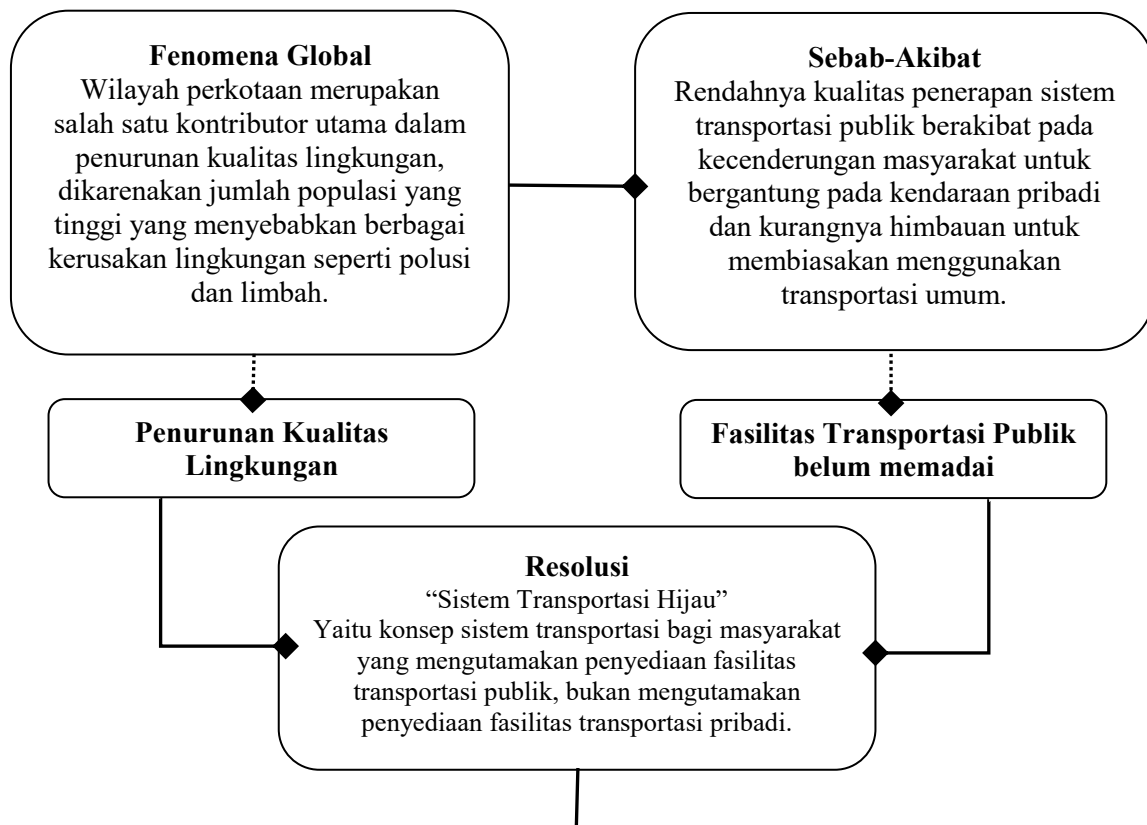 Fenomena Global
Wilayah perkotaan merupakan
salah satu kontributor utama dalam
penurunan kualitas lingkungan,
dikarenakan jumlah populasi yang
tinggi yang menyebabkan berbagai
kerusakan lingkungan seperti polusi
dan limbah.
Sebab-Akibat
Rendahnya kualitas penerapan sistem
transportasi publik berakibat pada
kecenderungan masyarakat untuk
bergantung pada kendaraan pribadi
dan kurangnya himbauan untuk
membiasakan menggunakan
transportasi umum.
Penurunan Kualitas
Lingkungan
Fasilitas Transportasi Publik
belum memadai
Resolusi
“Sistem Transportasi Hijau”
Yaitu konsep sistem transportasi bagi masyarakat
yang mengutamakan penyediaan fasilitas
transportasi publik, bukan mengutamakan
penyediaan fasilitas transportasi pribadi.